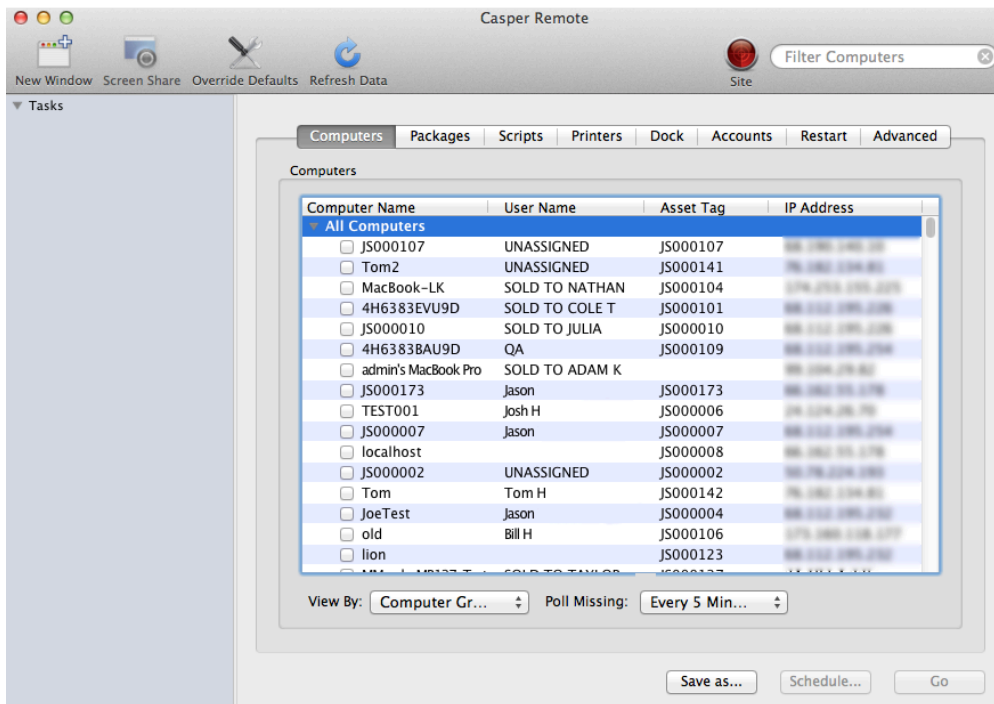 Casper Remote
New Window Screen Share Override Defaults Refresh Data Site Filter Computers
Tasks
Computers Packages Scripts Printers Dock Accounts Restart Advanced
Computers
Computer Name User Name Asset Tag IP Address
All Computers
JS000107 UNASSIGNED JS000107
Tom2 UNASSIGNED JS000141
MacBook-LK SOLD TO NATHAN JS000104
4H6383EVU9D SOLD TO COLE T JS000101
JS000010 SOLD TO JULIA JS000010
4H6383BAU9D QA JS000109
admin's MacBook Pro SOLD TO ADAM K
JS000173 Jason JS000173
TEST001 Josh H JS000006
JS000007 Jason JS000007
localhost JS000008
JS000002 UNASSIGNED JS000002
Tom Tom H JS000142
JoeTest Jason JS000004
old Bill H JS000106
lion JS000123
SOLD TO TAYLOR
View By: Computer Gr... Poll Missing: Every 5 Min...
Save as... Schedule... Go